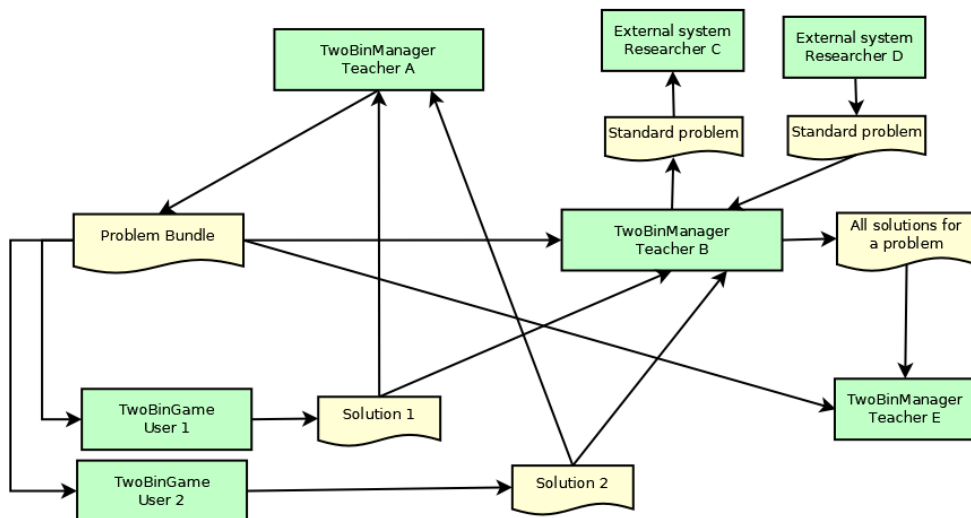 TwoBinManager
Teacher A
External system
Researcher C
External system
Researcher D
Standard problem
Standard problem
Problem Bundle
TwoBinManager
Teacher B
All solutions for
a problem
TwoBinGame
User 1
Solution 1
TwoBinManager
Teacher E
TwoBinGame
User 2
Solution 2